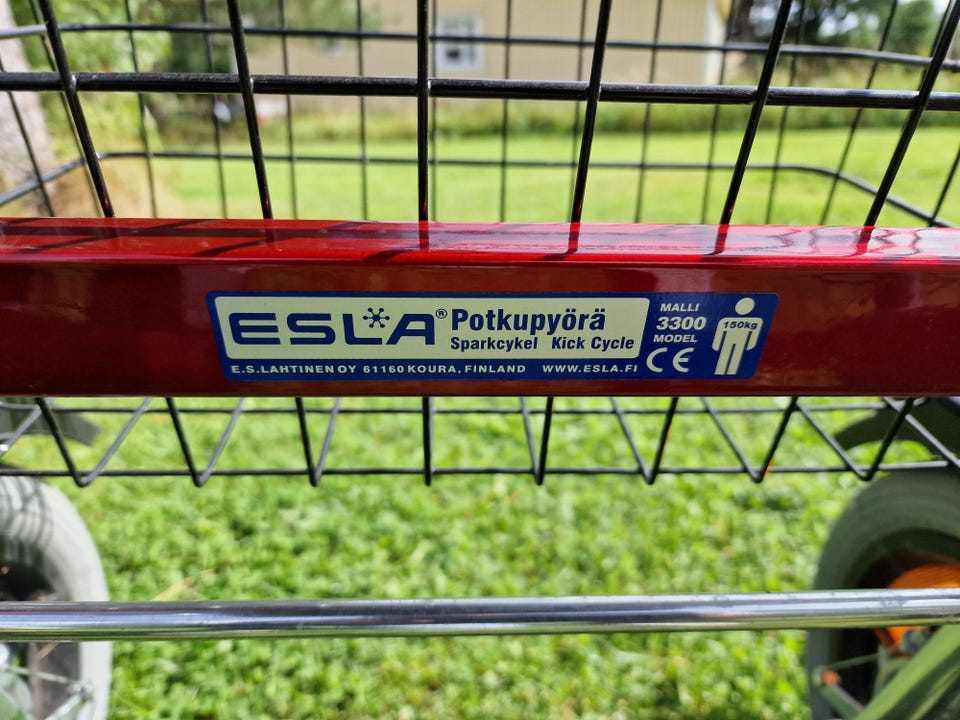 ESLA® Potkupyörä
Sparkcykel Kick Cycle
E.S.LAHTINEN OY 61160 KOURA, FINLAND WWW.ESLA.FI
MALLI
3300
MODEL
CE
150kg